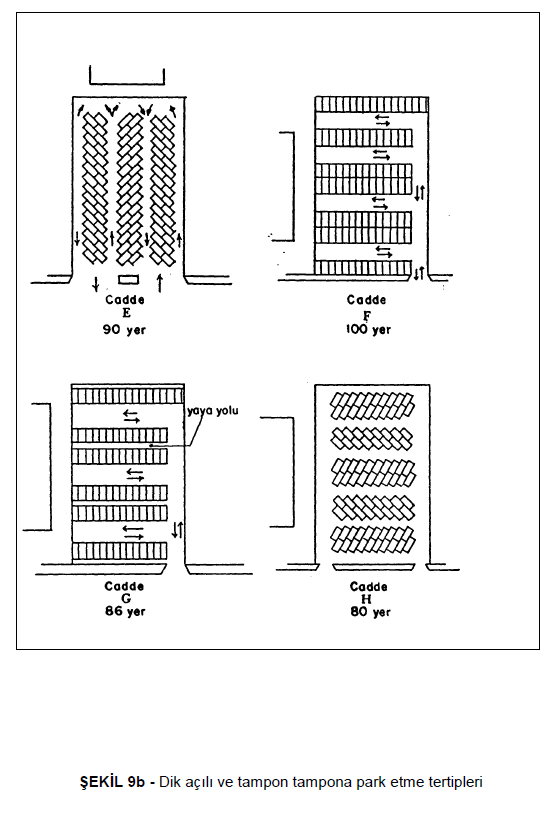 Cadde
E
90 yer
Cadde
F
100 yer
yaya yolu
Cadde
G
86 yer
Cadde
H
80 yer
ŞEKİL 9b - Dik açılı ve tampon tampona park etme tertipleri